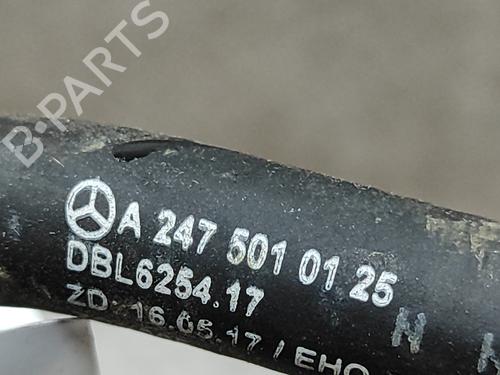 B-PARTS
A 247 501 01 25
DBL6254.17
ZD: 16.05.17 / EHO